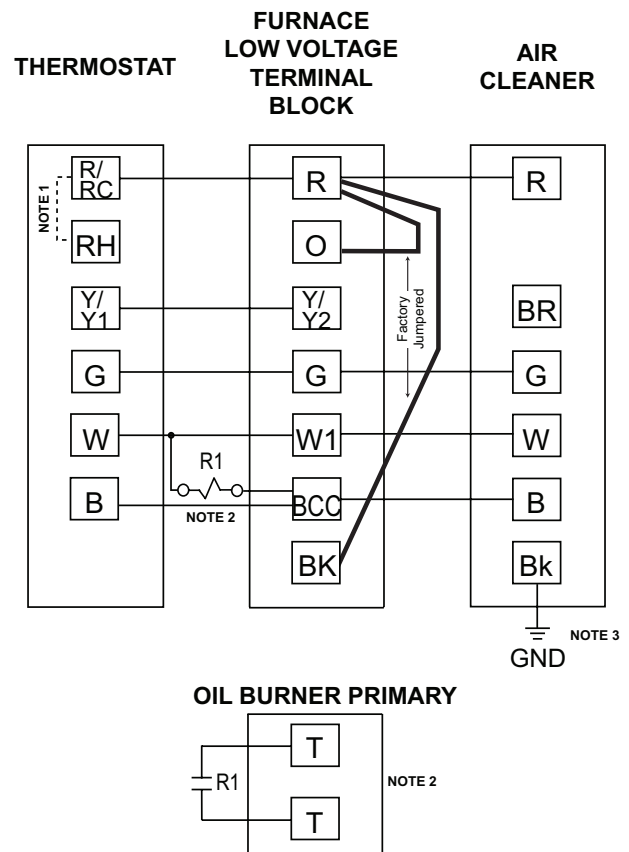 FURNACE
LOW VOLTAGE
TERMINAL
BLOCK
THERMOSTAT
AIR
CLEANER
R/
RC
R
R
NOTE 1
RH
O
Y/
Y1
Y/
Y2
Factory
Jumpered
BR
G
G
G
W
W1
W
R1
B
BCC
B
NOTE 2
BK
Bk
NOTE 3
GND
OIL BURNER PRIMARY
T
R1
NOTE 2
T